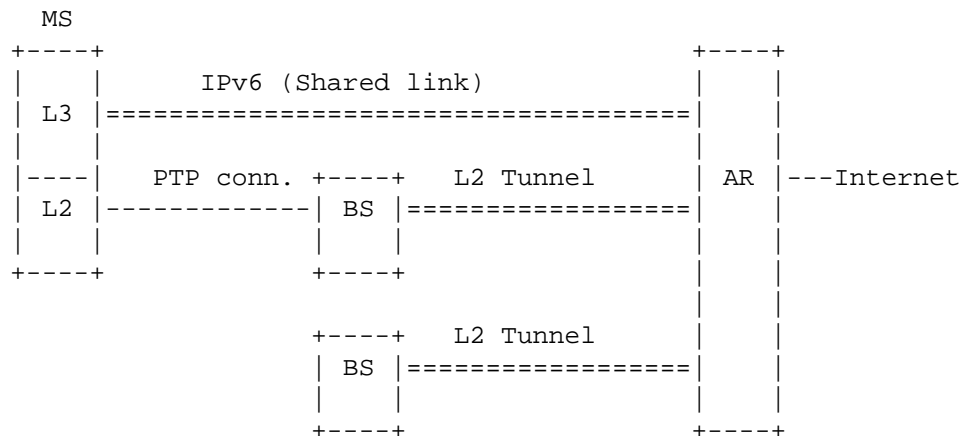 MS
IPv6 (Shared link)
L3
PTP conn. L2 Tunnel AR ---Internet
L2 BS
L2 Tunnel
BS